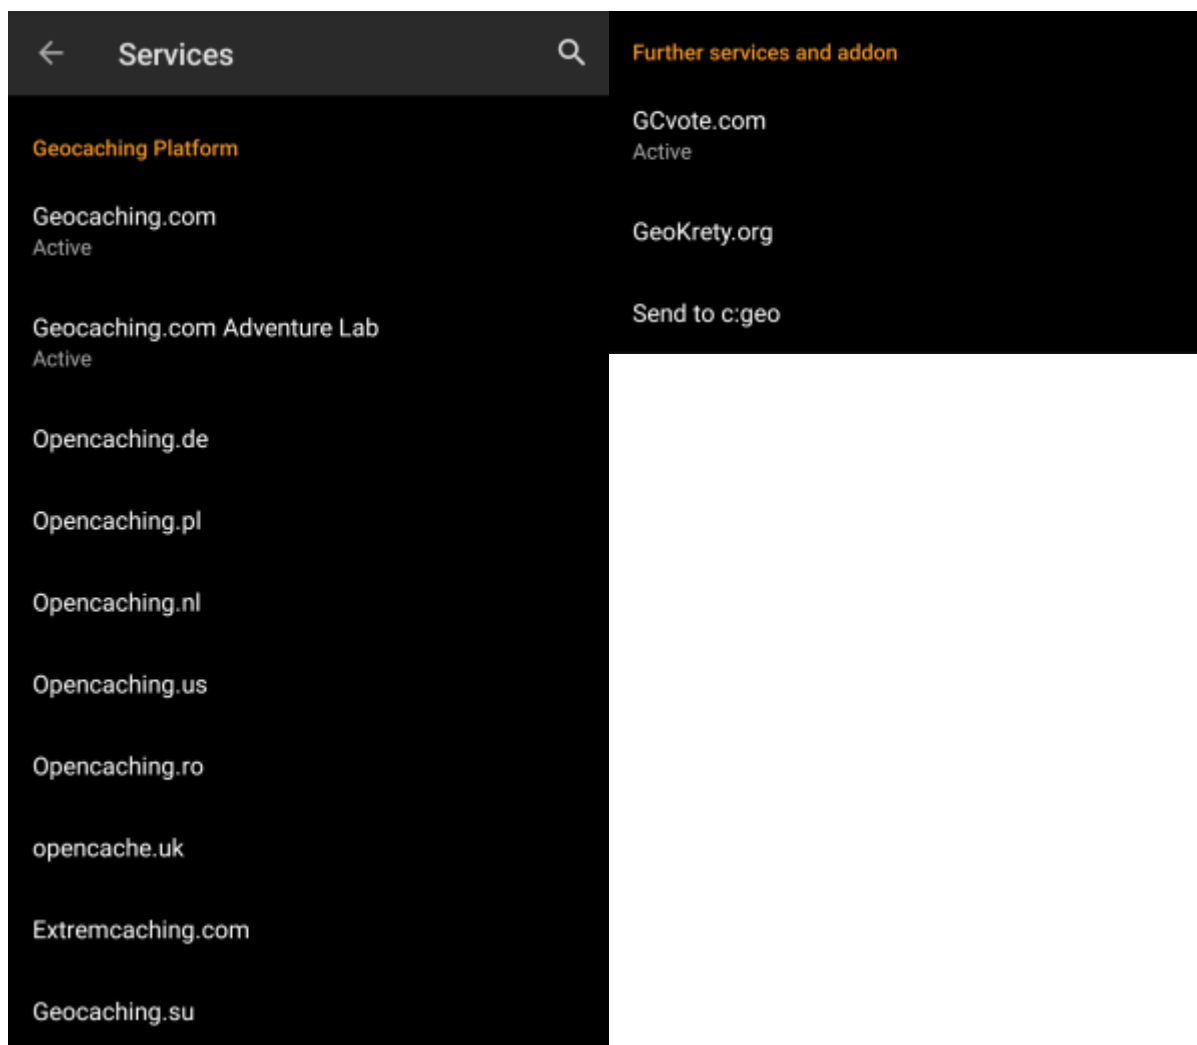 Services
Geocaching Platform
Geocaching.com
Active
Geocaching.com Adventure Lab
Active
Opencaching.de
Opencaching.pl
Opencaching.nl
Opencaching.us
Opencaching.ro
opencache.uk
Extremcaching.com
Geocaching.su
Further services and addon
GCvote.com
Active
GeoKrety.org
Send to c:geo